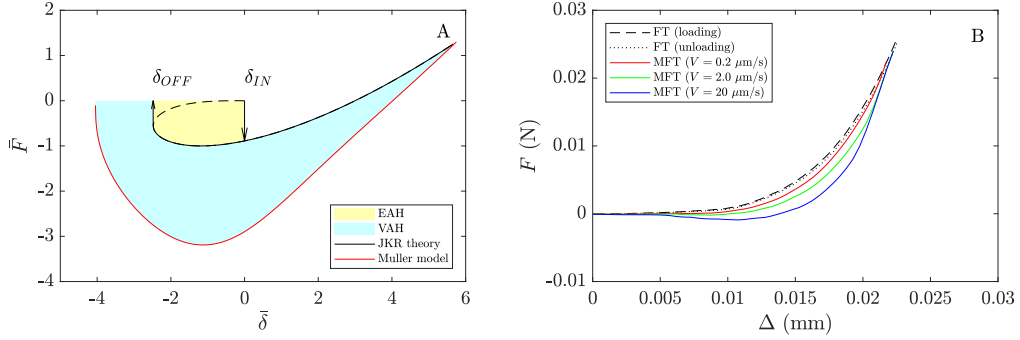 A
2
1
0
-1
-2
-3
-4
F̄
δ_OFF
δ_IN
EAH
VAH
JKR theory
Muller model
-4
-2
0
2
4
δ̄
B
FT (loading)
FT (unloading)
MFT (V = 0.2 μm/s)
MFT (V = 2.0 μm/s)
MFT (V = 20 μm/s)
0.03
0.02
0.01
0
-0.01
F (N)
0
0.005
0.01
0.015
0.02
0.025
0.03
Δ (mm)